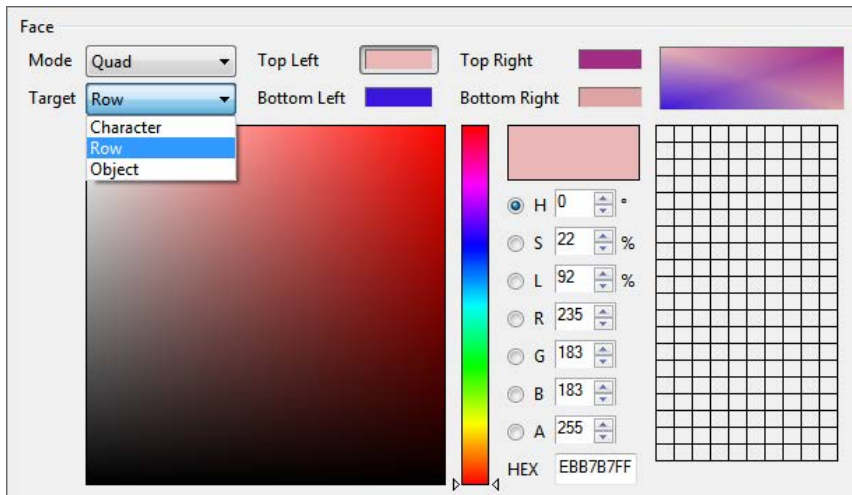 Face
Mode Quad Top Left Top Right
Target Row Bottom Left Bottom Right
Character
Row
Object
H 0 °
S 22 %
L 92 %
R 235
G 183
B 183
A 255
HEX EBB7B7FF